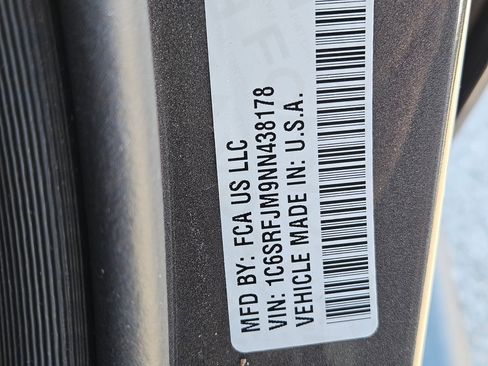 MFD BY: FCA US LLC
VIN: 1C6SRFJM9NN438178
VEHICLE MADE IN: U.S.A.